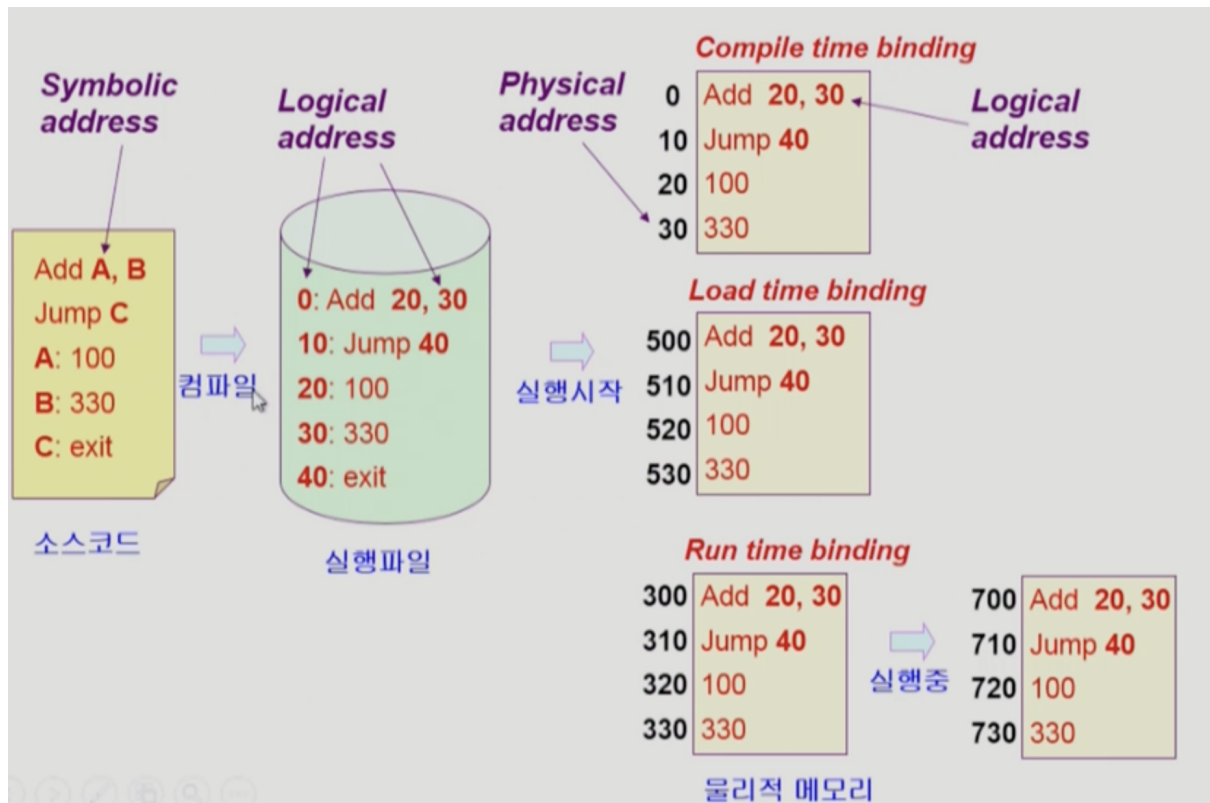 Symbolic
address
Add A, B
Jump C
A: 100
B: 330
C: exit
소스코드
컴파일
Logical
address
0: Add 20, 30
10: Jump 40
20: 100
30: 330
40: exit
실행파일
실행시작
Physical
address
Compile time binding
0 Add 20, 30
10 Jump 40
20 100
30 330
Logical
address
Load time binding
500 Add 20, 30
510 Jump 40
520 100
530 330
Run time binding
300 Add 20, 30
310 Jump 40
320 100
330 330
물리적 메모리
실행중
700 Add 20, 30
710 Jump 40
720 100
730 330